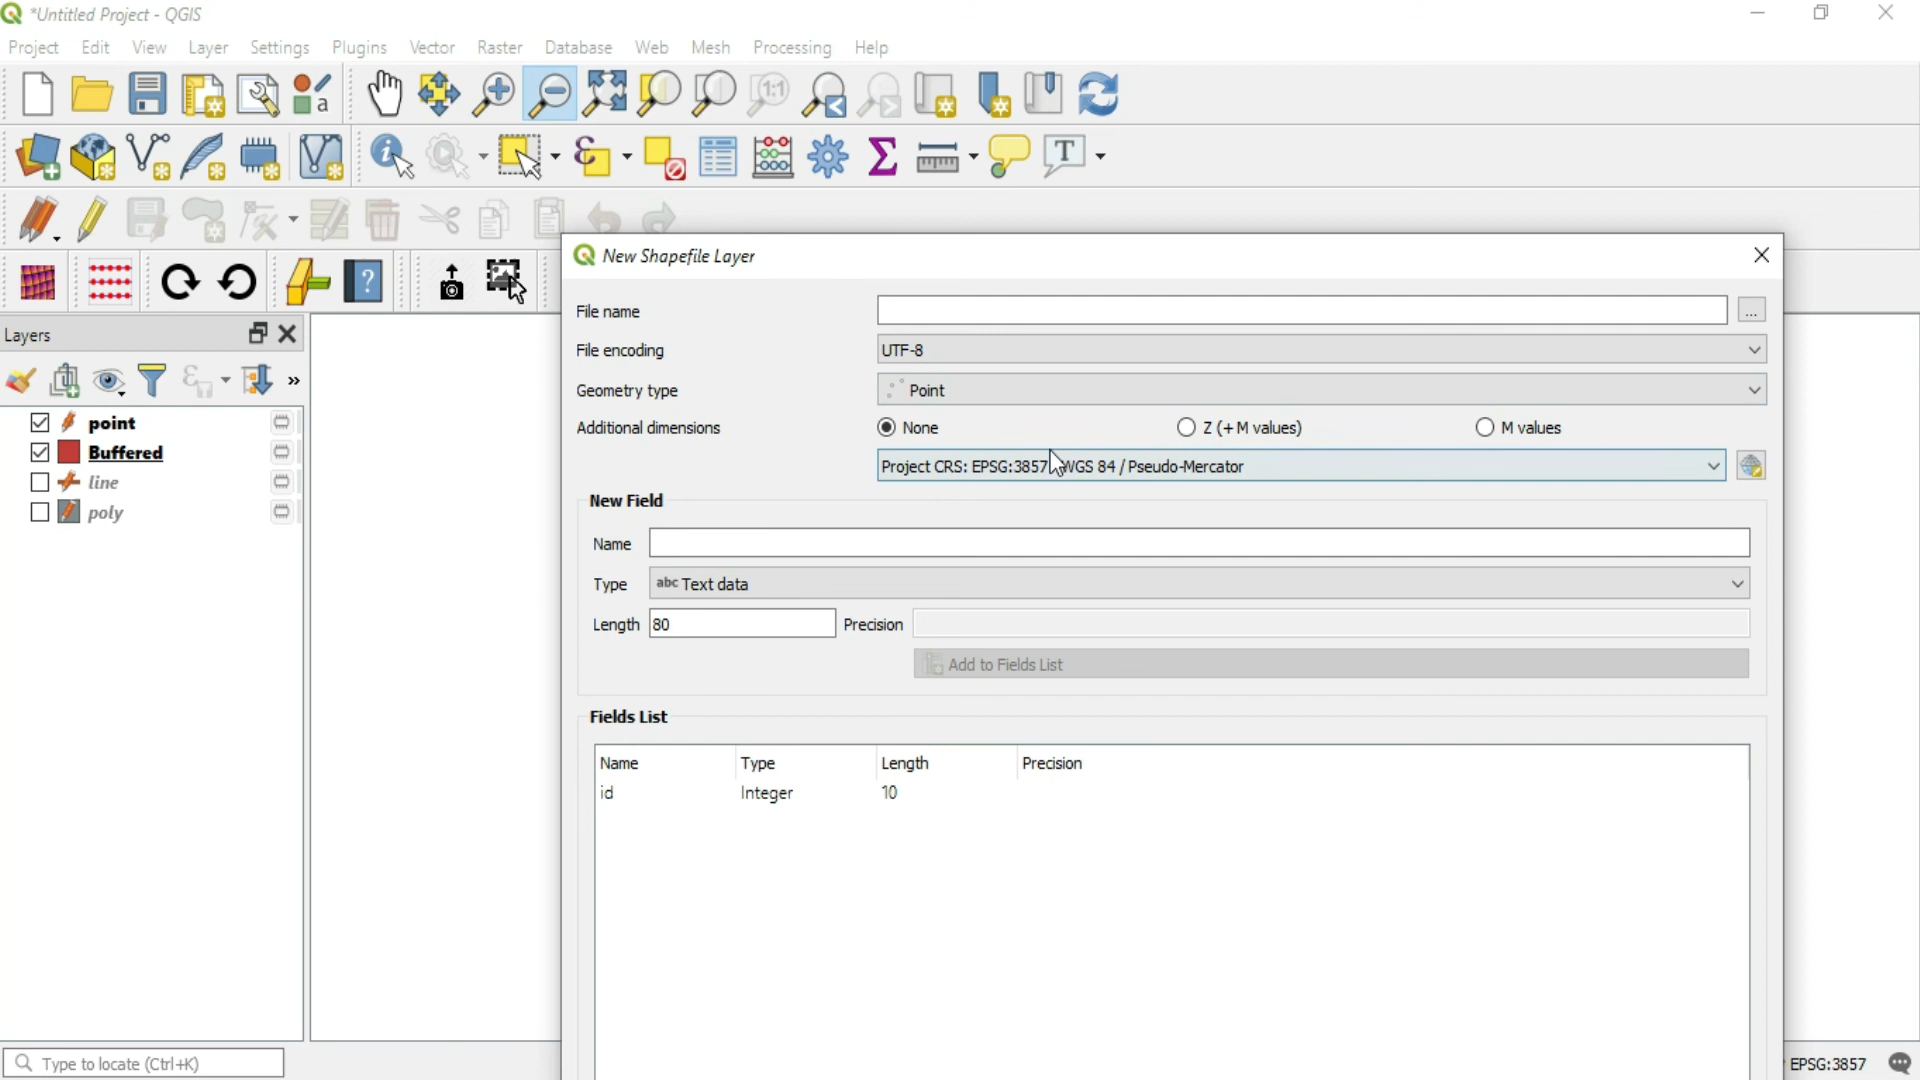 *Untitled Project - QGIS
Project Edit View Layer Settings Plugins Vector Raster Database Web Mesh Processing Help
New Shapefile Layer
File name
...
File encoding UTF-8
Geometry type Point
Additional dimensions None Z (+M values) M values
Project CRS: EPSG:3857 WGS 84 / Pseudo-Mercator
New Field
Name
Type abc Text data
Length 80 Precision
Add to Fields List
Fields List
Name Type Length Precision
id Integer 10
Layers
point
Buffered
line
poly
Type to locate (Ctrl+K)
EPSG:3857